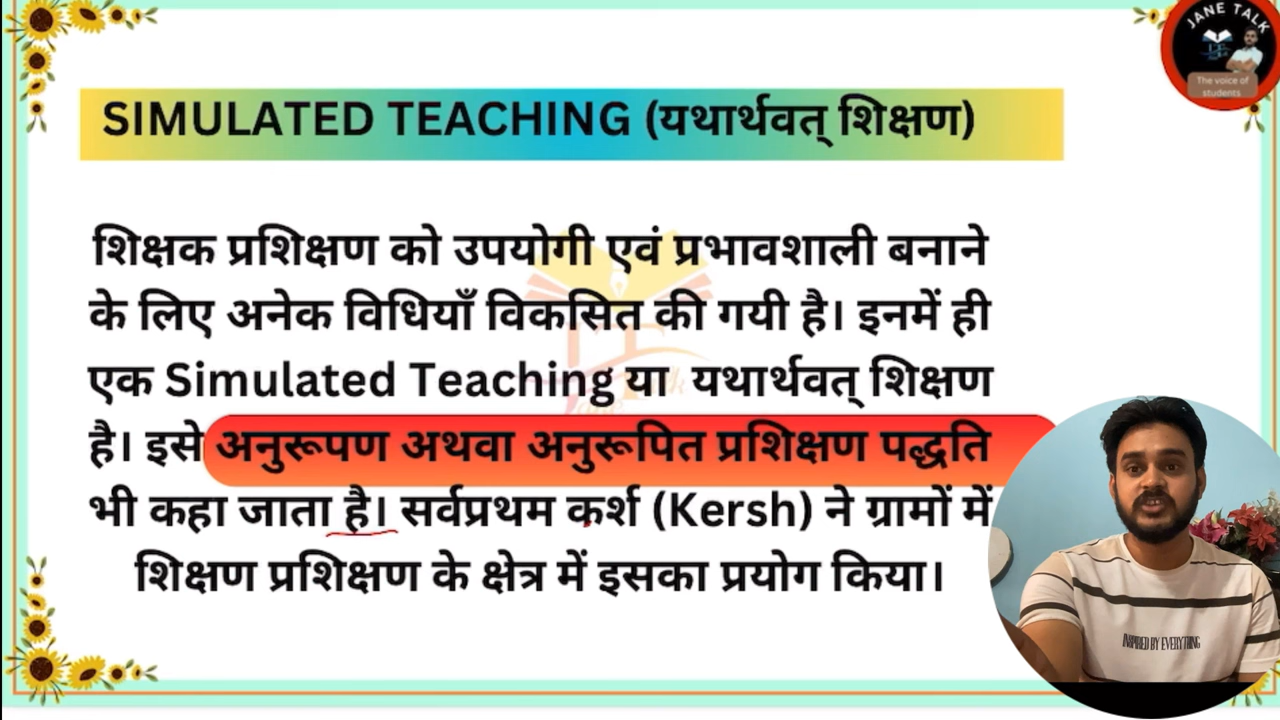 JANE TALK
The voice of
students
SIMULATED TEACHING (यथार्थवत् शिक्षण)
शिक्षक प्रशिक्षण को उपयोगी एवं प्रभावशाली बनाने
के लिए अनेक विधियाँ विकसित की गयी है। इनमें ही
एक Simulated Teaching या यथार्थवत् शिक्षण
है। इसे अनुरूपण अथवा अनुरूपित प्रशिक्षण पद्धति
भी कहा जाता है। सर्वप्रथम कर्श (Kersh) ने ग्रामों में
शिक्षण प्रशिक्षण के क्षेत्र में इसका प्रयोग किया।
INSPIRED BY EVERYTHING